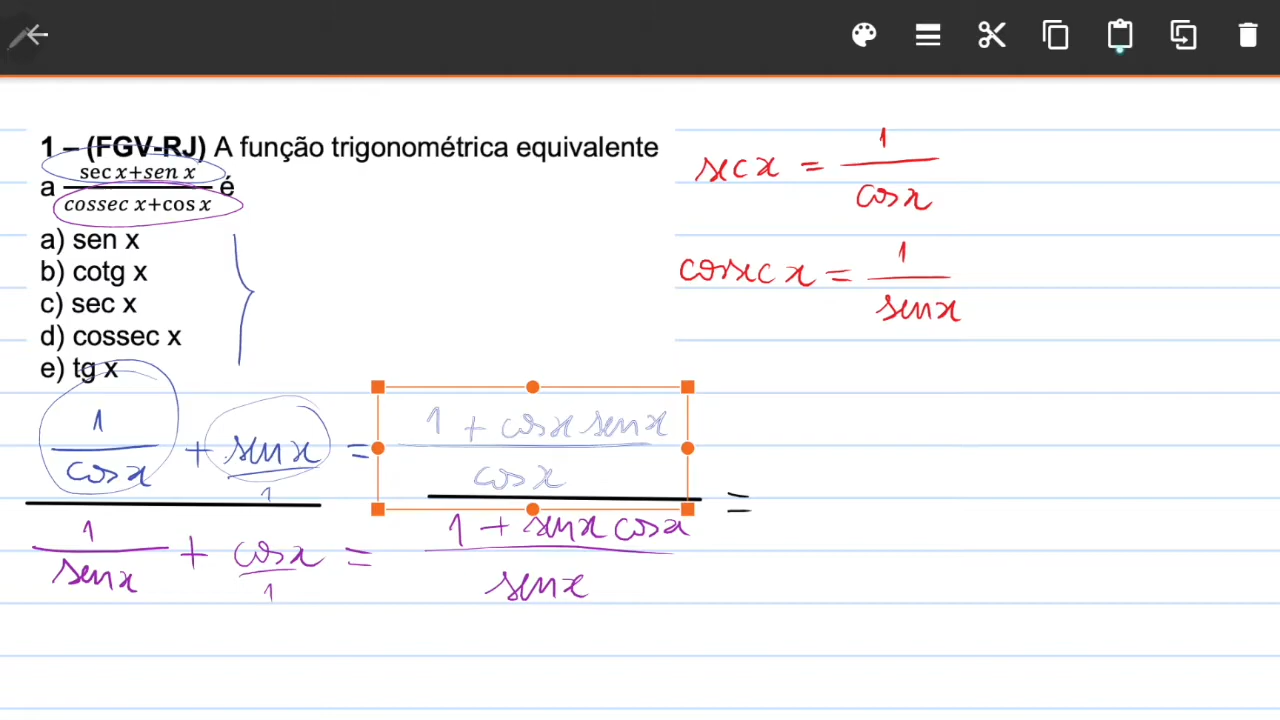 1 – (FGV-RJ) A função trigonométrica equivalente
a sec x+sen x / cossec x+cos x é
a) sen x
b) cotg x
c) sec x
d) cossec x
e) tg x
sec x = 1 / cos x
cosec x = 1 / sen x
1 / cos x + sen x / 1 = 1 + cos x sen x / cos x
1 / sen x + cos x / 1 = 1 + sen x cos x / sen x
=